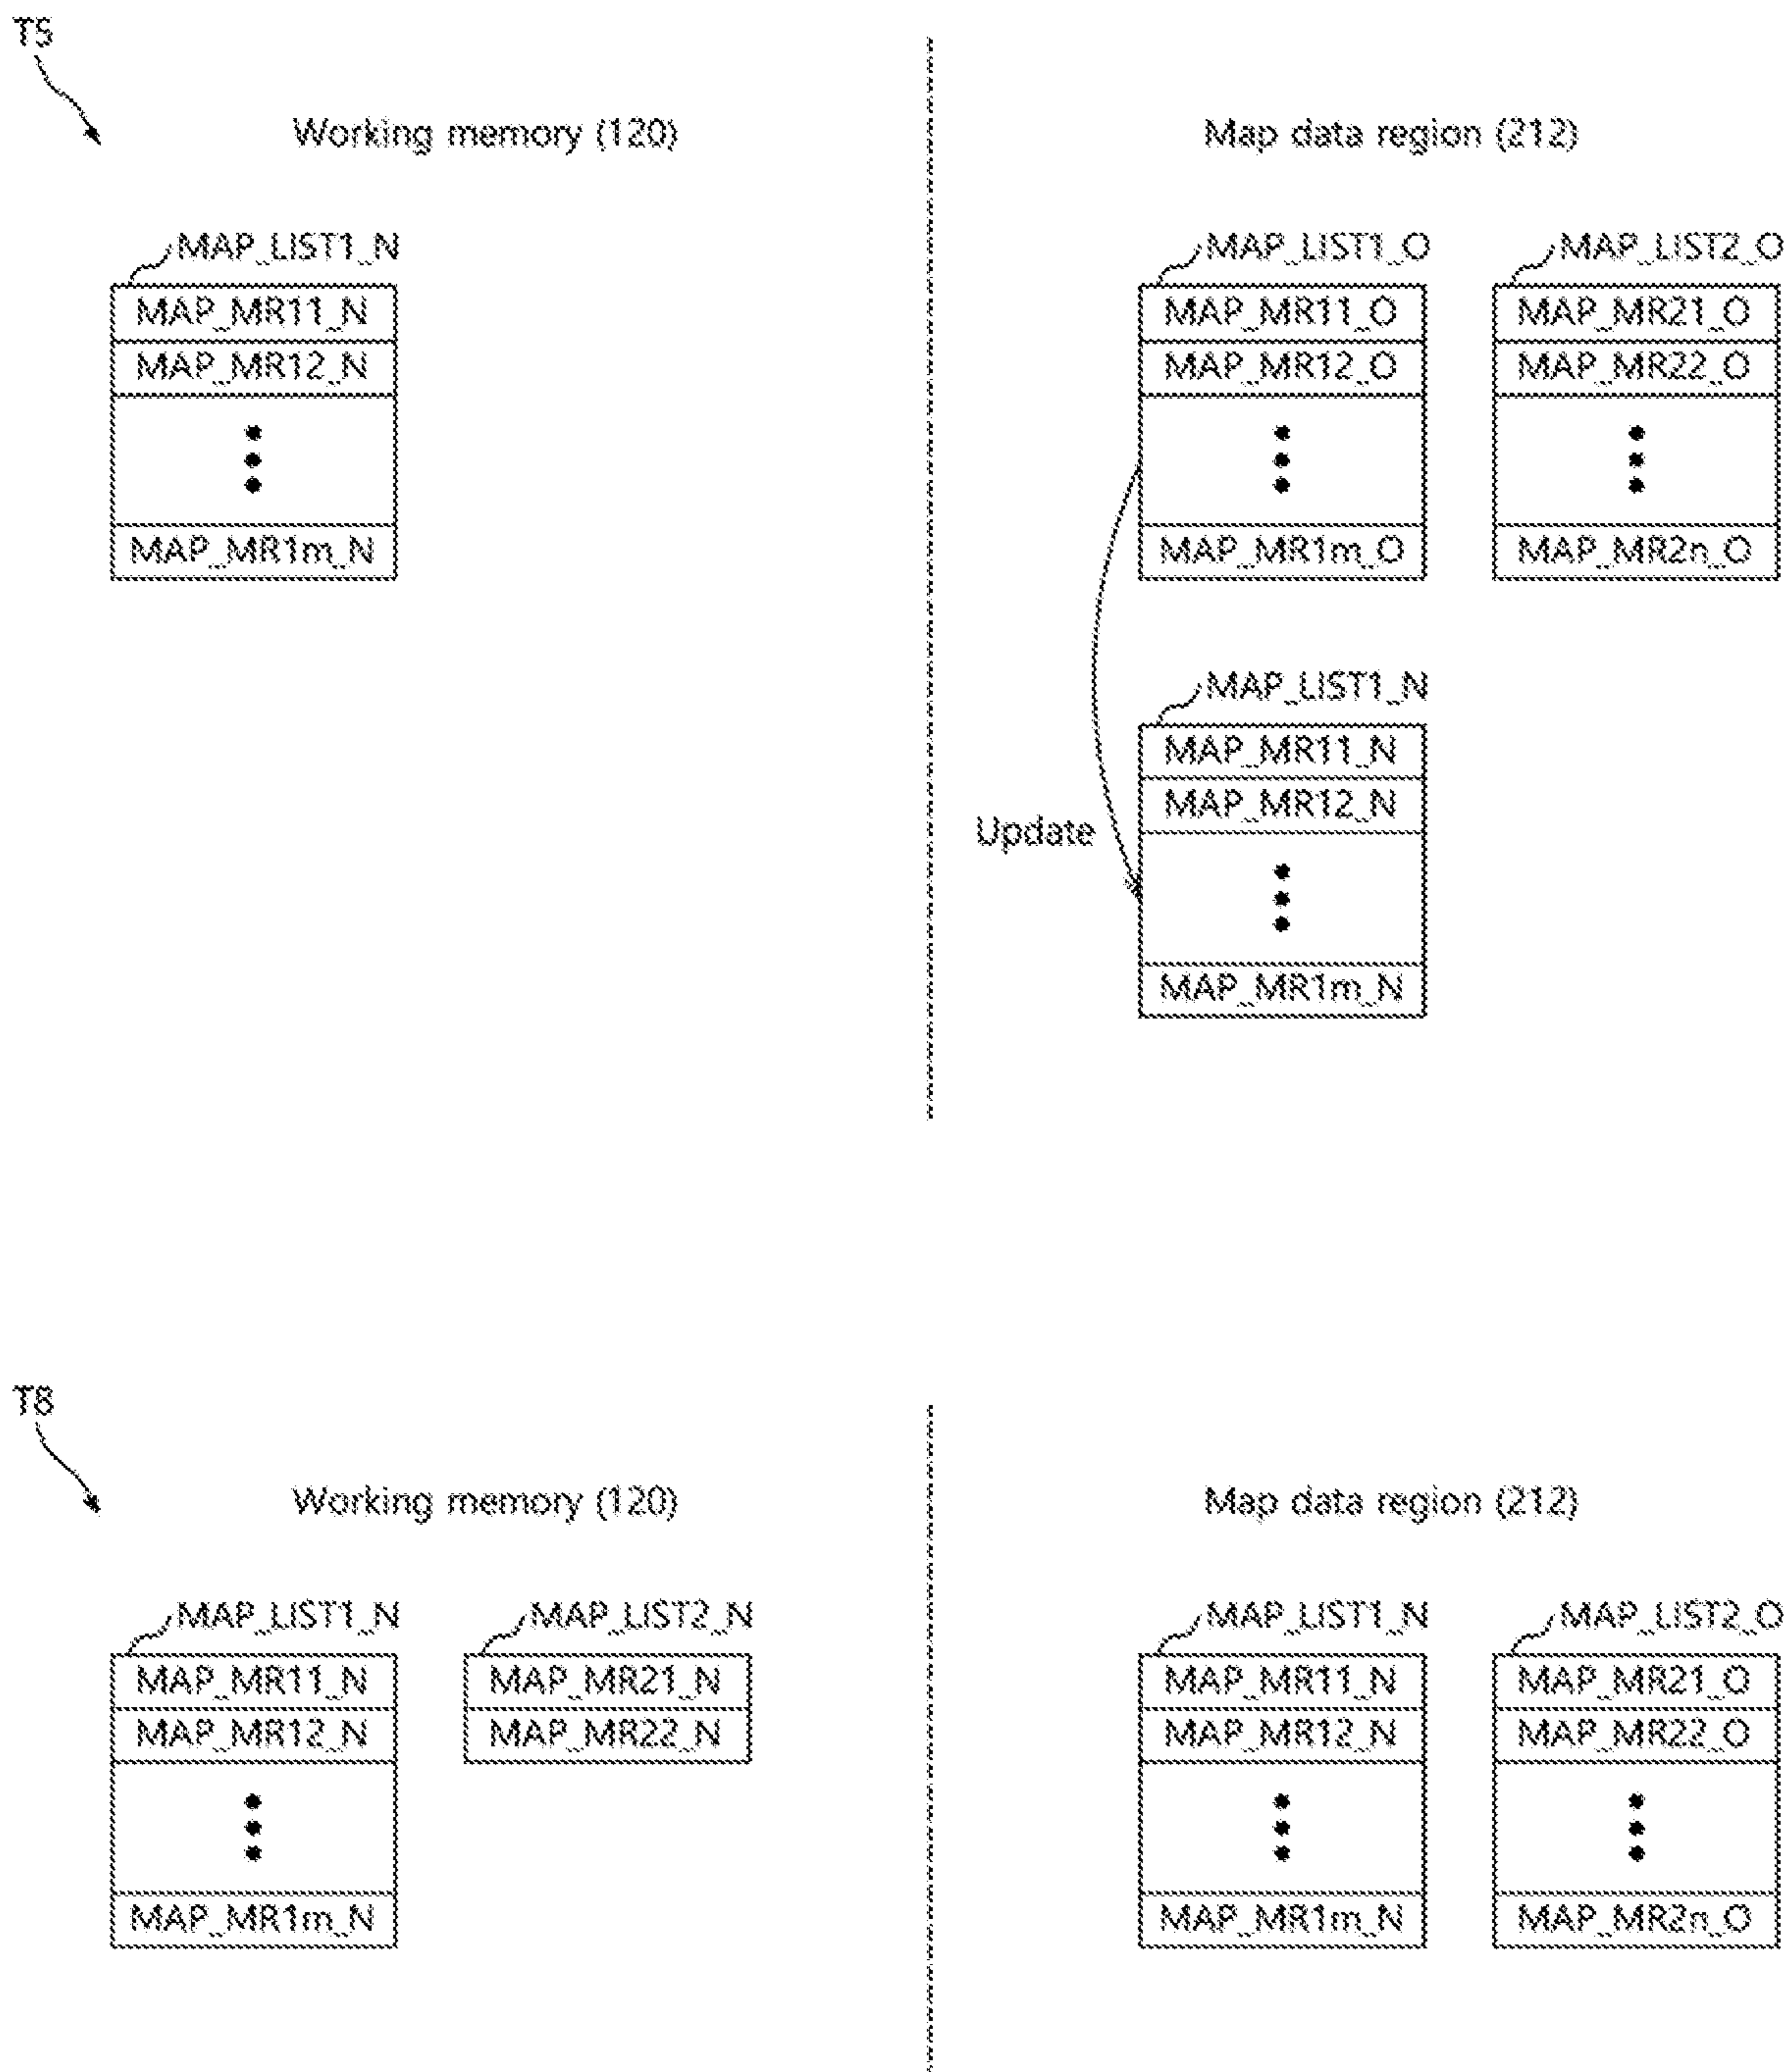 T5
Working memory (120)
Map data region (212)
MAP_LIST1_N
MAP_MR11_N
MAP_MR12_N
MAP_MR1m_N
MAP_LIST1_O
MAP_MR11_O
MAP_MR12_O
MAP_MR1m_O
MAP_LIST2_O
MAP_MR21_O
MAP_MR22_O
MAP_MR2n_O
Update
MAP_LIST1_N
MAP_MR11_N
MAP_MR12_N
MAP_MR1m_N
T8
Working memory (120)
Map data region (212)
MAP_LIST1_N
MAP_MR11_N
MAP_MR12_N
MAP_MR1m_N
MAP_LIST2_N
MAP_MR21_N
MAP_MR22_N
MAP_LIST1_N
MAP_MR11_N
MAP_MR12_N
MAP_MR1m_N
MAP_LIST2_O
MAP_MR21_O
MAP_MR22_O
MAP_MR2n_O